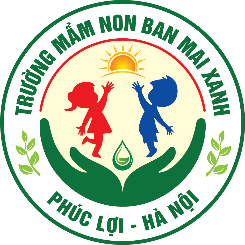 TRƯỜNG MẦM NON BAN MAI XANH
PHÚC LỢI - HÀ NỘI